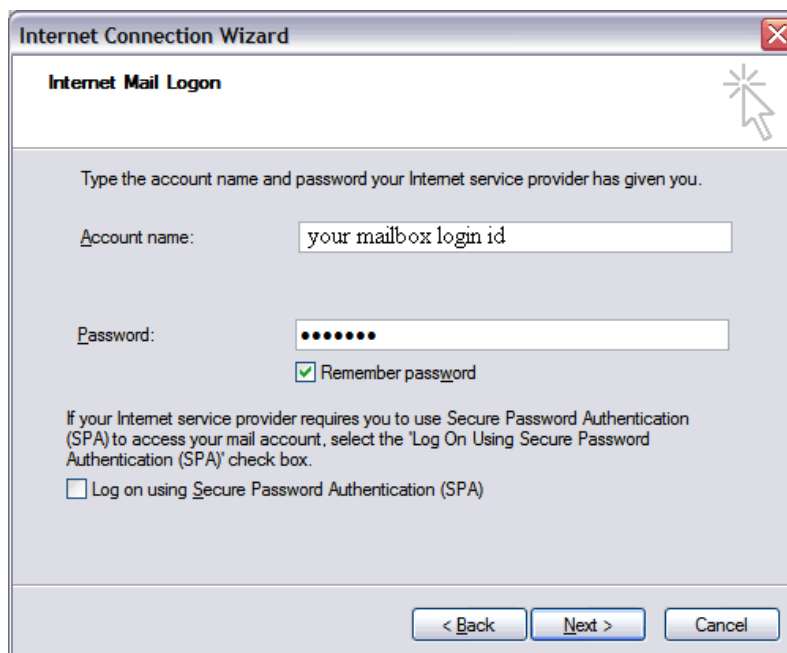 Internet Connection Wizard
Internet Mail Logon
Type the account name and password your Internet service provider has given you.
Account name: your mailbox login id
Password: •••••••
Remember password
If your Internet service provider requires you to use Secure Password Authentication
(SPA) to access your mail account, select the 'Log On Using Secure Password
Authentication (SPA)' check box.
Log on using Secure Password Authentication (SPA)
< Back Next > Cancel